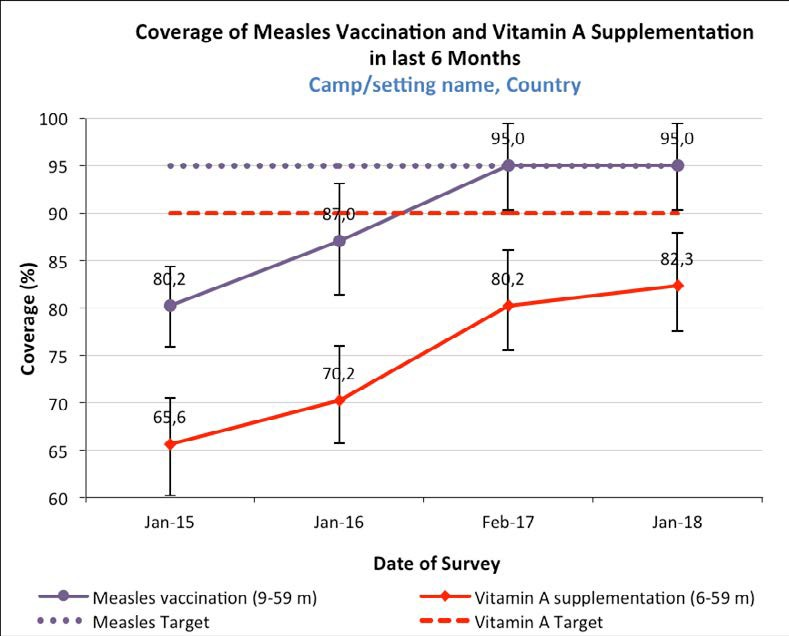 Coverage of Measles Vaccination and Vitamin A Supplementation
in last 6 Months
Camp/setting name, Country
100
95,0
95,0
95
90
87,0
85
80,2
80,2
82,3
80
75
70,2
70
65,6
65
60
Coverage (%)
Jan-15 Jan-16 Feb-17 Jan-18
Date of Survey
Measles vaccination (9-59 m) Vitamin A supplementation (6-59 m)
Measles Target Vitamin A Target